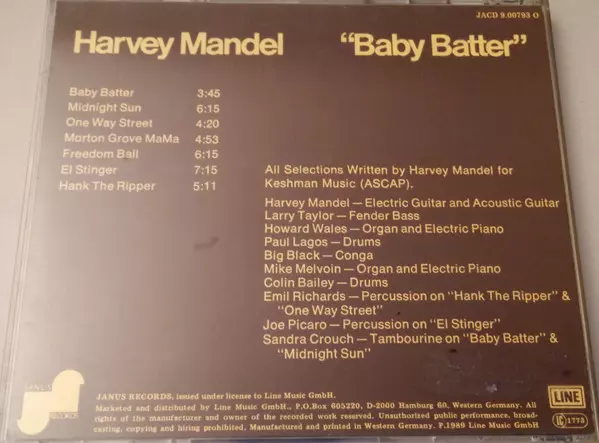 JACD 9.00793 O
Harvey Mandel "Baby Batter"
Baby Batter 3:45
Midnight Sun 6:15
One Way Street 4:20
Morton Grove MaMa 4:53
Freedom Ball 6:15
El Stinger 7:15
Hank The Ripper 5:11
All Selections Written by Harvey Mandel for
Keshman Music (ASCAP).
Harvey Mandel — Electric Guitar and Acoustic Guitar
Larry Taylor — Fender Bass
Howard Wales — Organ and Electric Piano
Paul Lagos — Drums
Big Black — Conga
Mike Melvoin — Organ and Electric Piano
Colin Bailey — Drums
Emil Richards — Percussion on "Hank The Ripper" &
"One Way Street"
Joe Picaro — Percussion on "El Stinger"
Sandra Crouch — Tambourine on "Baby Batter" &
"Midnight Sun"
JANUS
RECORDS
JANUS RECORDS, issued under license to Line Music GmbH.
Marketed and distributed by Line Music GmbH., P.O.Box 605220, D-2000 Hamburg 60, Western Germany. All
rights of the manufacturer and owner of the recorded work reserved. Unauthorized public performance, broad-
casting, copying and hiring prohibited. Manufactured and printed in Western Germany. P.1989 Line Music GmbH
LINE
LC 1773